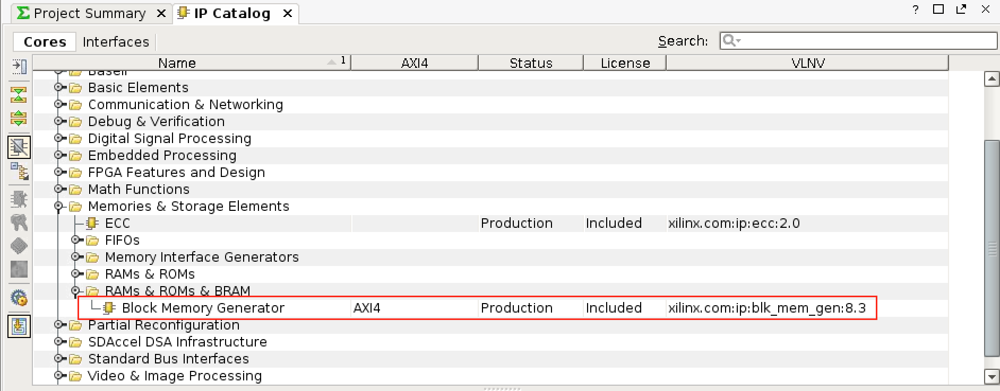 Project Summary IP Catalog ?
Cores Interfaces Search:
Name 1 AXI4 Status License VLNV
BaseIP
Basic Elements
Communication & Networking
Debug & Verification
Digital Signal Processing
Embedded Processing
FPGA Features and Design
Math Functions
Memories & Storage Elements
ECC Production Included xilinx.com:ip:ecc:2.0
FIFOs
Memory Interface Generators
RAMs & ROMs
RAMs & ROMs & BRAM
Block Memory Generator AXI4 Production Included xilinx.com:ip:blk_mem_gen:8.3
Partial Reconfiguration
SDAccel DSA Infrastructure
Standard Bus Interfaces
Video & Image Processing